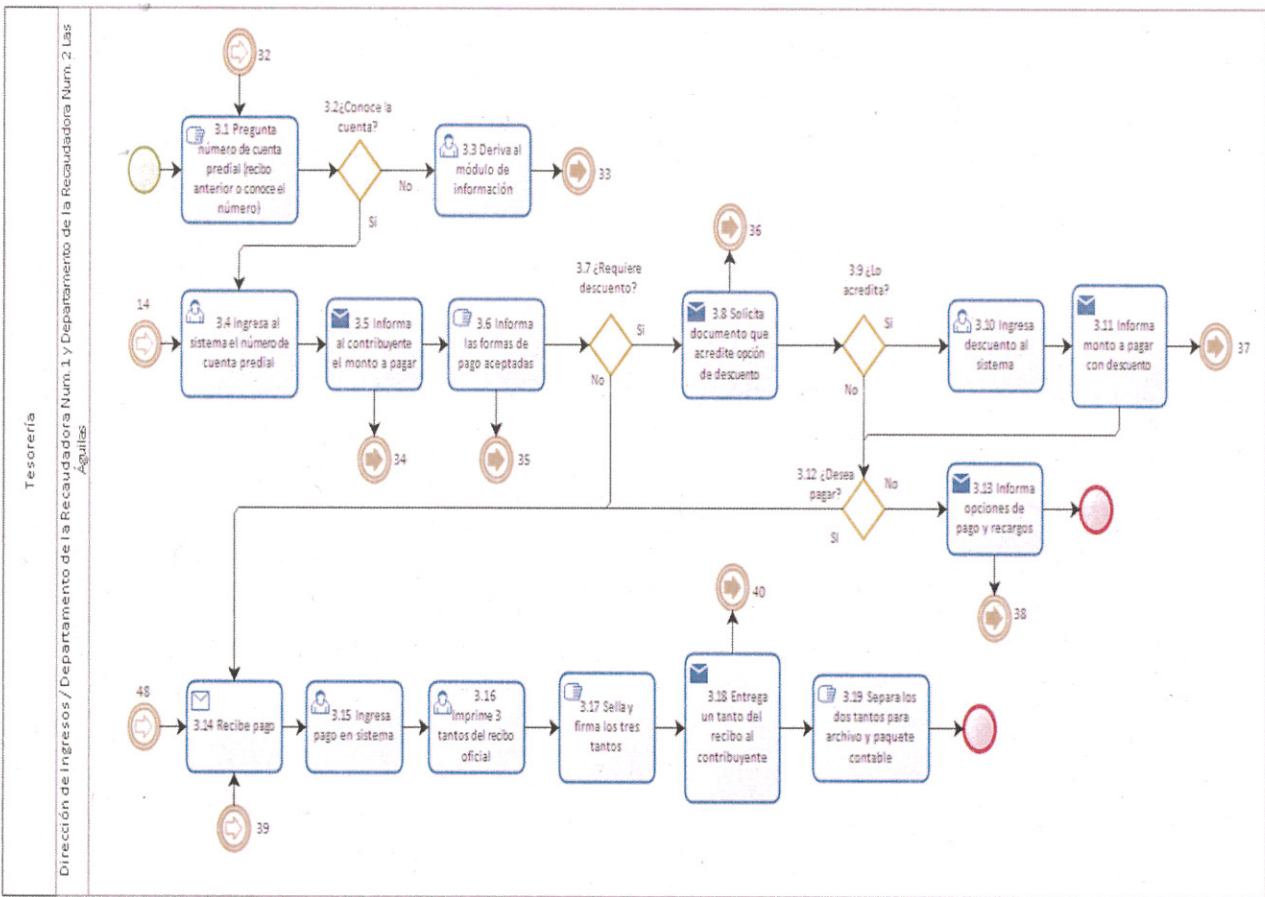 Tesorería
Dirección de Ingresos / Departamento de la Recaudadora Num. 1 y Departamento de la Recaudadora Num. 2 Las
Águilas
32
3.1 Pregunta
número de cuenta
predial (recibo
anterior o conoce el
número)
3.2¿Conoce la
cuenta?
No
Sí
3.3 Deriva al
módulo de
información
33
14
3.4 Ingresa al
sistema el número de
cuenta predial
3.5 Informa
al contribuyente
el monto a pagar
34
3.6 Informa
las formas de
pago aceptadas
35
3.7 ¿Requiere
descuento?
Si
No
3.8 Solicita
documento que
acredite opción
de descuento
36
3.9 ¿Lo
acredita?
Sí
No
3.10 Ingresa
descuento al
sistema
3.11 Informa
monto a pagar
con descuento
37
3.12 ¿Desea
pagar?
No
Sí
3.13 Informa
opciones de
pago y recargos
38
48
3.14 Recibe pago
39
3.15 Ingresa
pago en sistema
3.16
Imprime 3
tantos del recibo
oficial
3.17 Sella y
firma los tres
tantos
3.18 Entrega
un tanto del
recibo al
contribuyente
40
3.19 Separa los
dos tantos para
archivo y paquete
contable